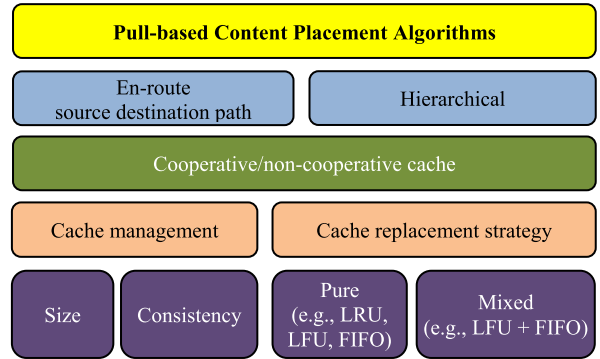 Pull-based Content Placement Algorithms
En-route
source destination path
Hierarchical
Cooperative/non-cooperative cache
Cache management
Cache replacement strategy
Size
Consistency
Pure
(e.g., LRU,
LFU, FIFO)
Mixed
(e.g., LFU + FIFO)